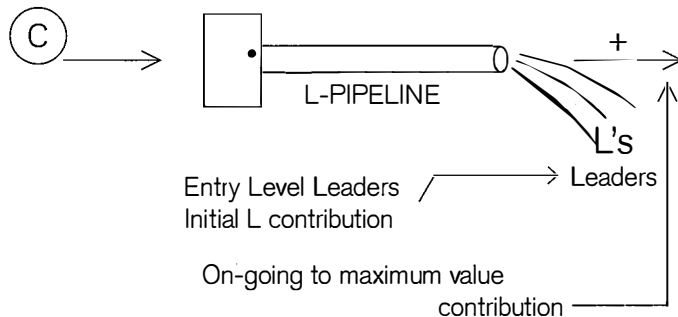 C
+
L-PIPELINE
L's
Leaders
Entry Level Leaders
Initial L contribution
On-going to maximum value
contribution